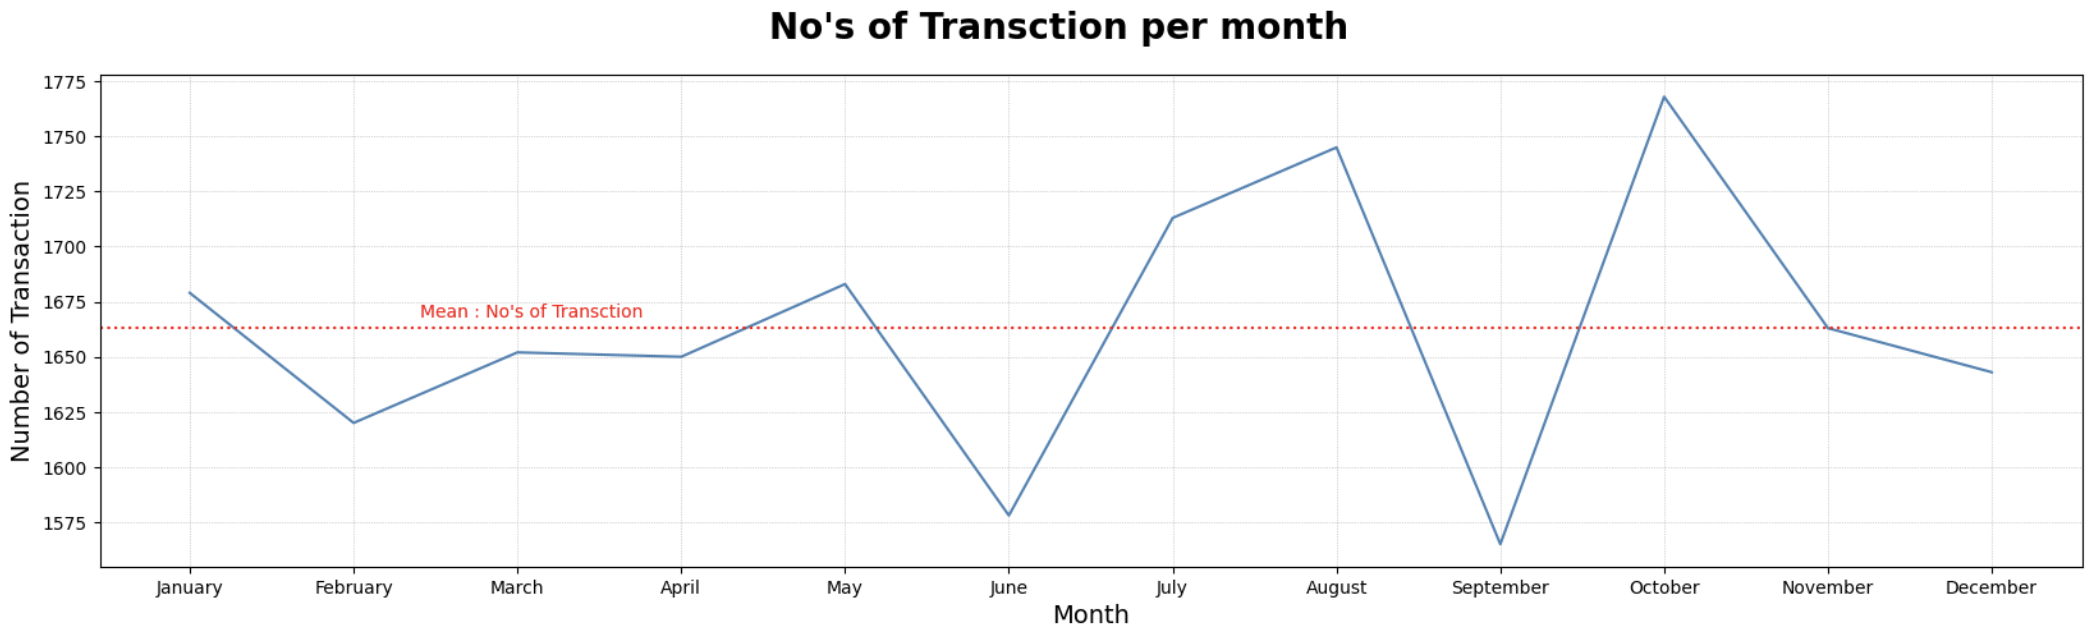 No's of Transction per month
1775
1750
1725
1700
1675
1650
1625
1600
1575
Number of Transaction
Mean : No's of Transction
January February March April May June July August September October November December
Month